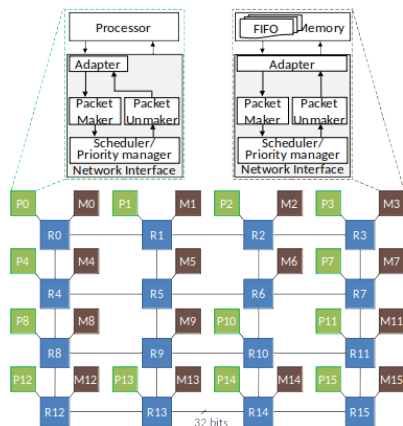 Processor
FIFO Memory
Adapter
Adapter
Packet Maker
Packet Unmaker
Packet Maker
Packet Unmaker
Scheduler/
Priority manager
Scheduler/
Priority manager
Network Interface
Network Interface
P0 M0 P1 M1 P2 M2 P3 M3
R0 R1 R2 R3
P4 M4 M5 M6 P7 M7
R4 R5 R6 R7
P8 M8 M9 P10 P11 M11
R8 R9 R10 R11
P12 M12 P13 M13 P14 M14 P15 M15
R12 R13 R14 R15
32 bits